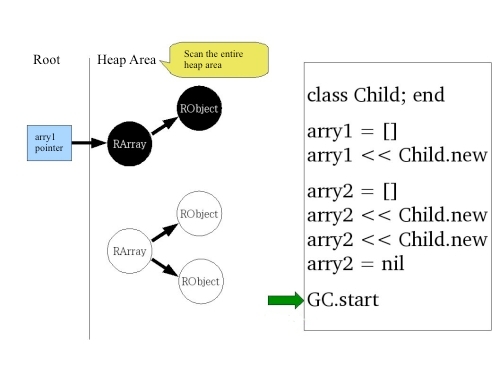 Root
Heap Area
Scan the entire
heap area
RObject
arry1
pointer
RArray
RObject
RArray
RObject
class Child; end
arry1 = []
arry1 << Child.new
arry2 = []
arry2 << Child.new
arry2 << Child.new
arry2 = nil
GC.start